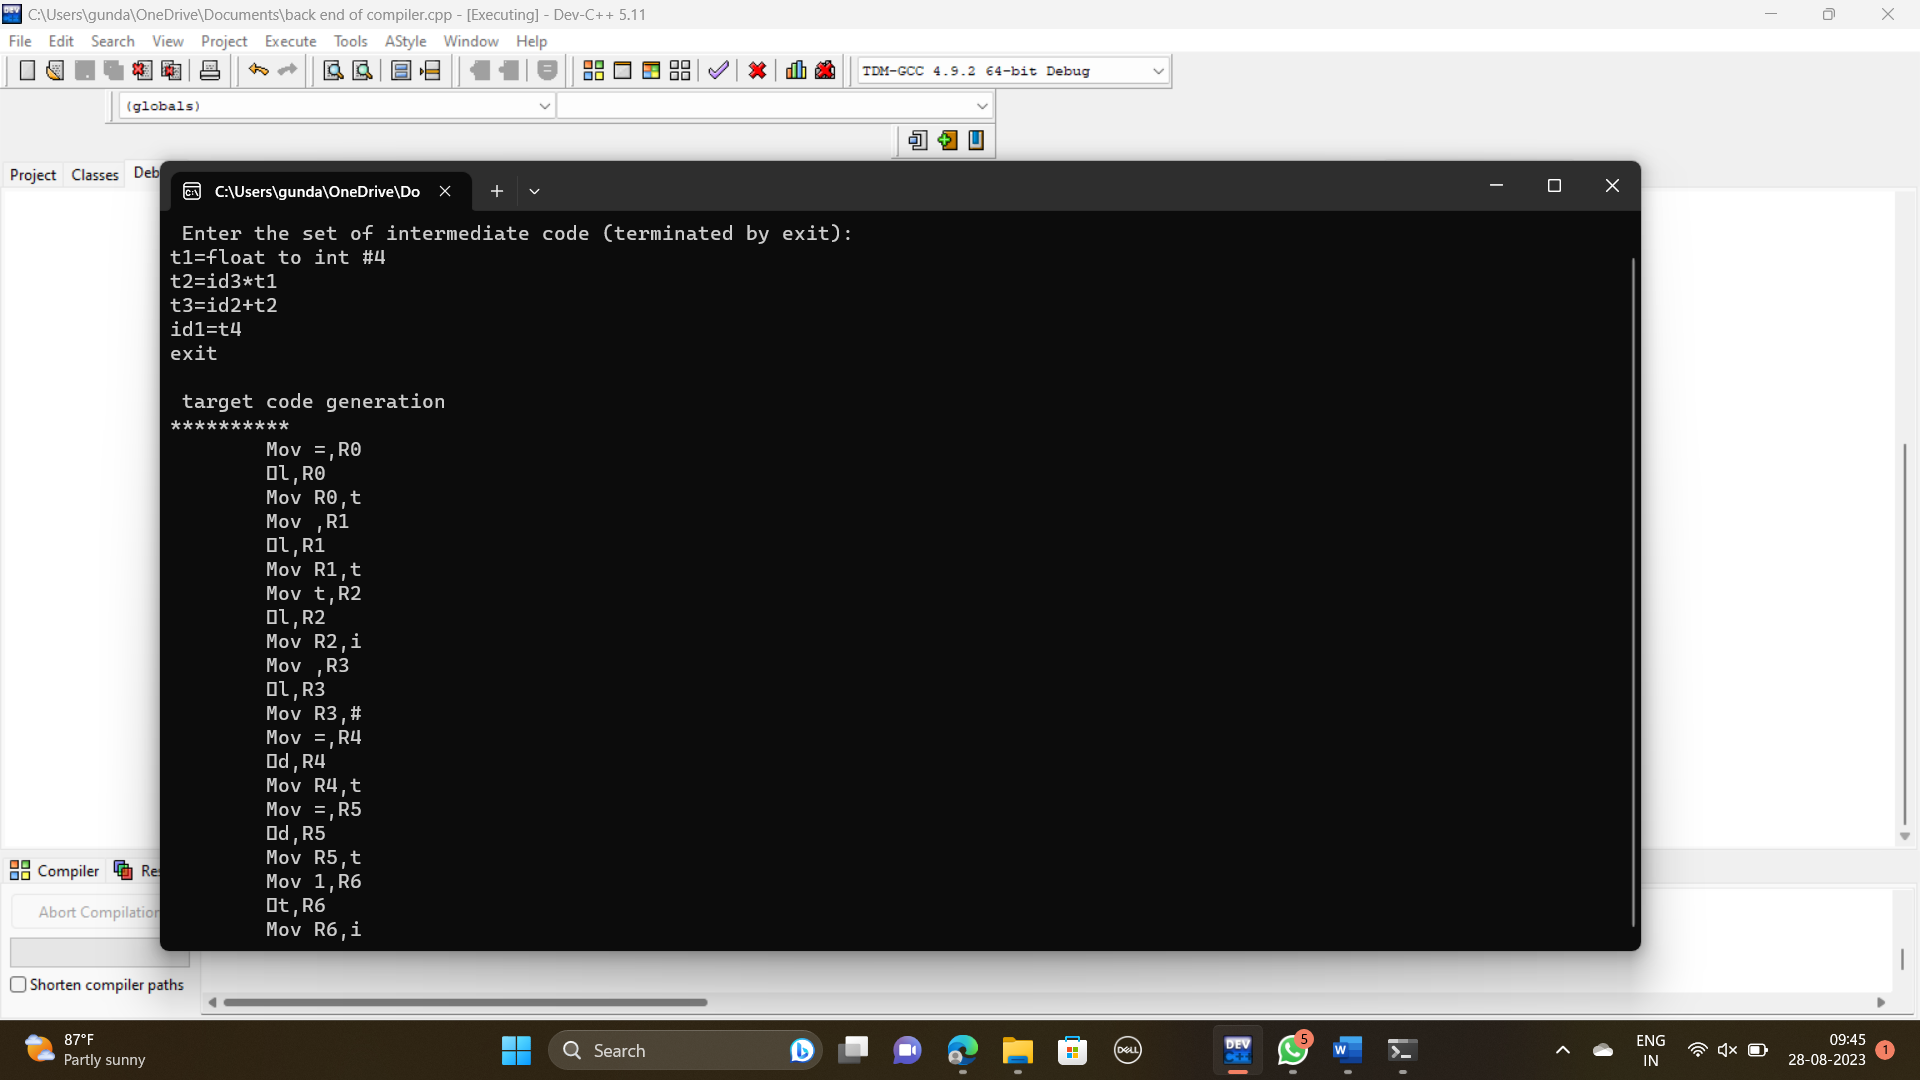 C:\Users\gunda\OneDrive\Documents\back end of compiler.cpp - [Executing] - Dev-C++ 5.11
File Edit Search View Project Execute Tools AStyle Window Help
TDM-GCC 4.9.2 64-bit Debug
(globals)
Project Classes Deb
C:\Users\gunda\OneDrive\Do
Enter the set of intermediate code (terminated by exit):
t1=float to int #4
t2=id3*t1
t3=id2+t2
id1=t4
exit
target code generation
**********
Mov =,R0
▯l,R0
Mov R0,t
Mov ,R1
▯l,R1
Mov R1,t
Mov t,R2
▯l,R2
Mov R2,i
Mov ,R3
▯l,R3
Mov R3,#
Mov =,R4
▯d,R4
Mov R4,t
Mov =,R5
▯d,R5
Mov R5,t
Mov 1,R6
▯t,R6
Mov R6,i
Compiler Re
Abort Compilation
Shorten compiler paths
87°F
Partly sunny
Search
DELL
DEV C++
5
W
ENG
IN
09:45
28-08-2023
1